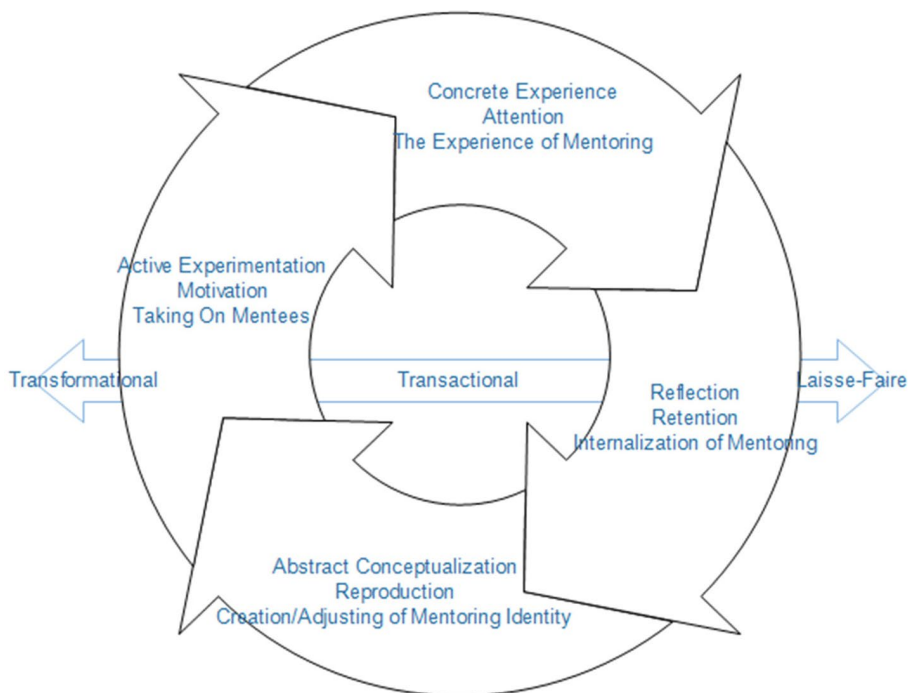 Concrete Experience
Attention
The Experience of Mentoring
Active Experimentation
Motivation
Taking On Mentees
Transformational
Transactional
Laisse-Faire
Reflection
Retention
Internalization of Mentoring
Abstract Conceptualization
Reproduction
Creation/Adjusting of Mentoring Identity